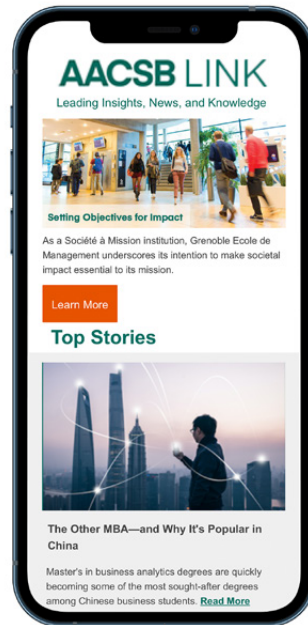 AACSB LINK
Leading Insights, News, and Knowledge
Setting Objectives for Impact
As a Société à Mission institution, Grenoble Ecole de
Management underscores its intention to make societal
impact essential to its mission.
Learn More
Top Stories
The Other MBA—and Why It's Popular in
China
Master's in business analytics degrees are quickly
becoming some of the most sought-after degrees
among Chinese business students. Read More